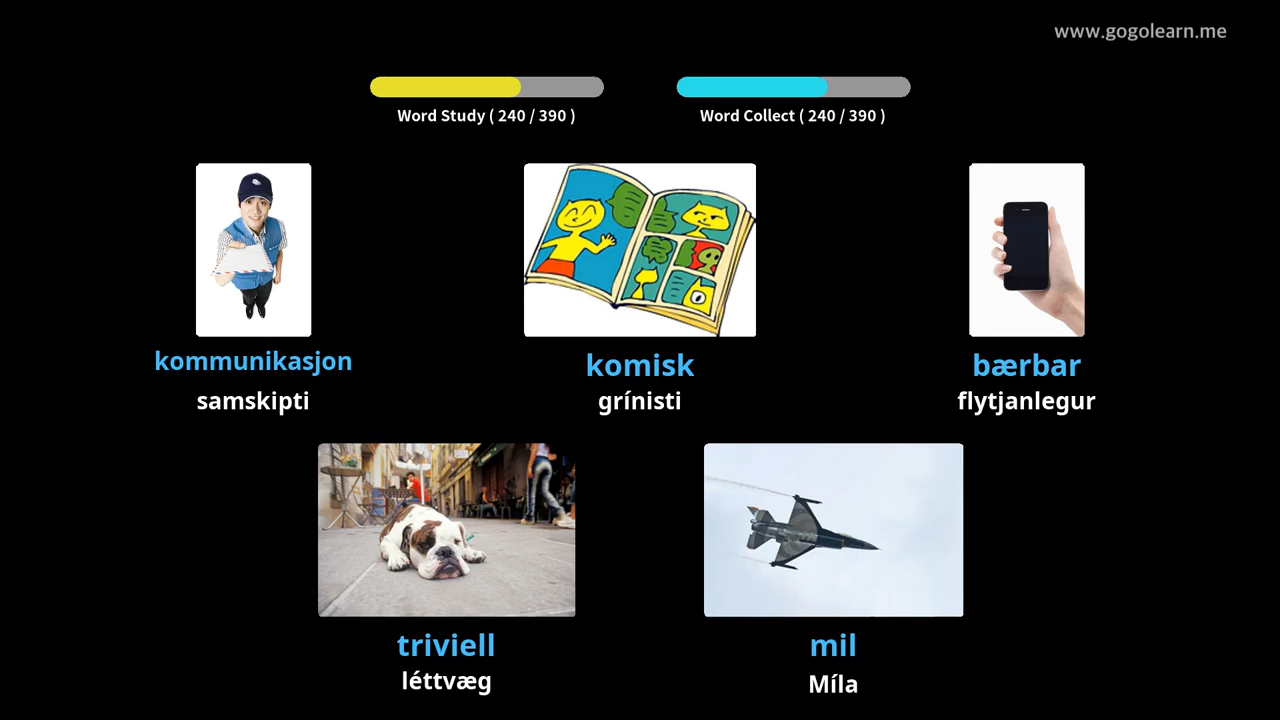 www.gogolearn.me
Word Study ( 240 / 390 )
Word Collect ( 240 / 390 )
kommunikasjon
samskipti
komisk
grínisti
bærbar
flytjanlegur
triviell
léttvæg
mil
Míla